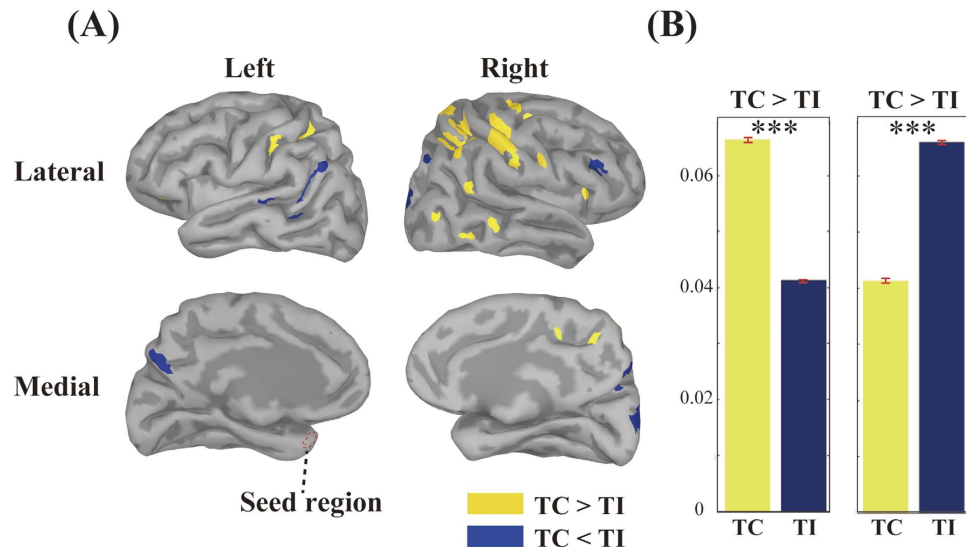 (A)
(B)
Left
Right
Lateral
Medial
Seed region
TC > TI
TC < TI
TC > TI
***
TC > TI
***
0.06
0.04
0.02
0
TC
TI
TC
TI